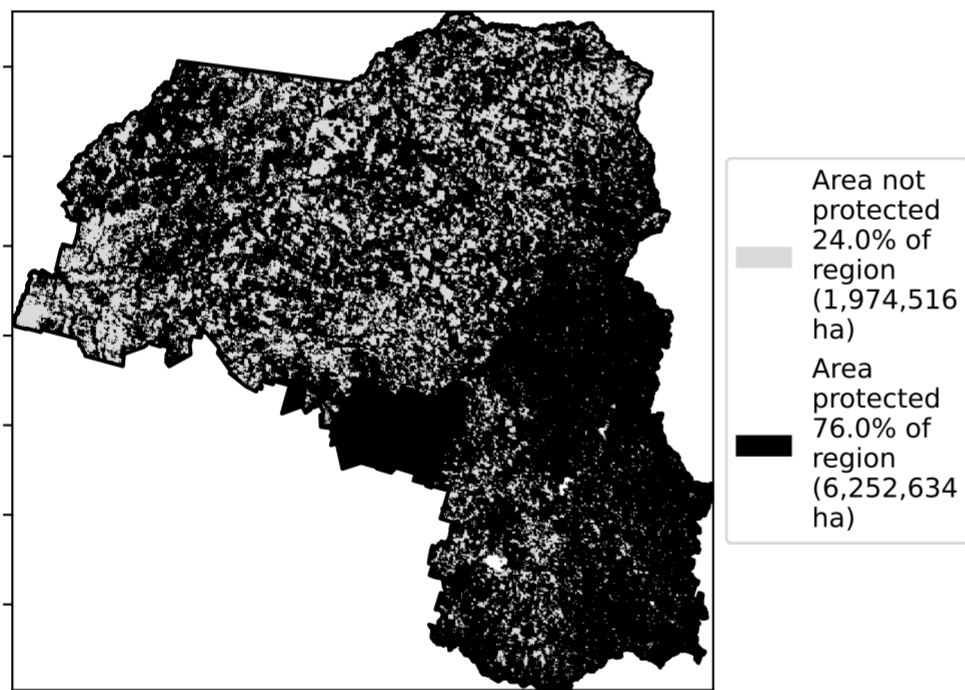 Area not
protected
24.0% of
region
(1,974,516
ha)
Area
protected
76.0% of
region
(6,252,634
ha)